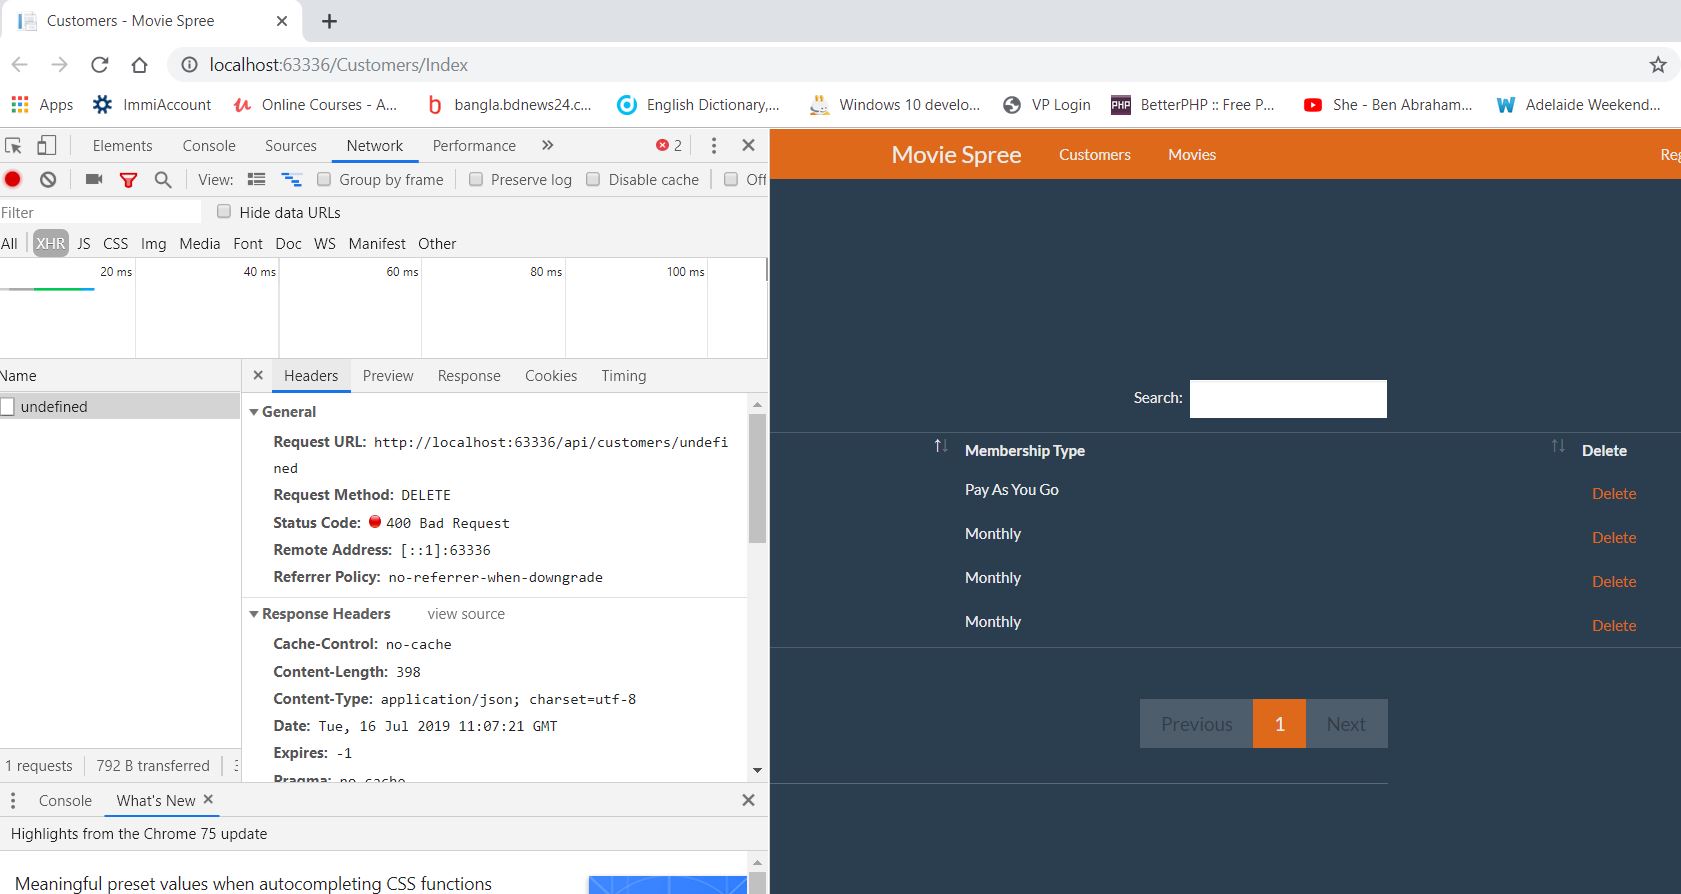 Customers - Movie Spree
localhost:63336/Customers/Index
Apps ImmiAccount Online Courses - A... bangla.bdnews24.c... English Dictionary,... Windows 10 develo... VP Login BetterPHP :: Free P... She - Ben Abraham... Adelaide Weekend...
Elements Console Sources Network Performance 2
View: Group by frame Preserve log Disable cache Off
Filter Hide data URLs
All XHR JS CSS Img Media Font Doc WS Manifest Other
20 ms 40 ms 60 ms 80 ms 100 ms
Name
undefined
Headers Preview Response Cookies Timing
General
Request URL: http://localhost:63336/api/customers/undefi
ned
Request Method: DELETE
Status Code: 400 Bad Request
Remote Address: [::1]:63336
Referrer Policy: no-referrer-when-downgrade
Response Headers view source
Cache-Control: no-cache
Content-Length: 398
Content-Type: application/json; charset=utf-8
Date: Tue, 16 Jul 2019 11:07:21 GMT
Expires: -1
Pragma: no-cache
1 requests 792 B transferred
Console What's New
Highlights from the Chrome 75 update
Meaningful preset values when autocompleting CSS functions
Movie Spree Customers Movies Reg
Search:
Membership Type Delete
Pay As You Go Delete
Monthly Delete
Monthly Delete
Monthly Delete
Previous 1 Next